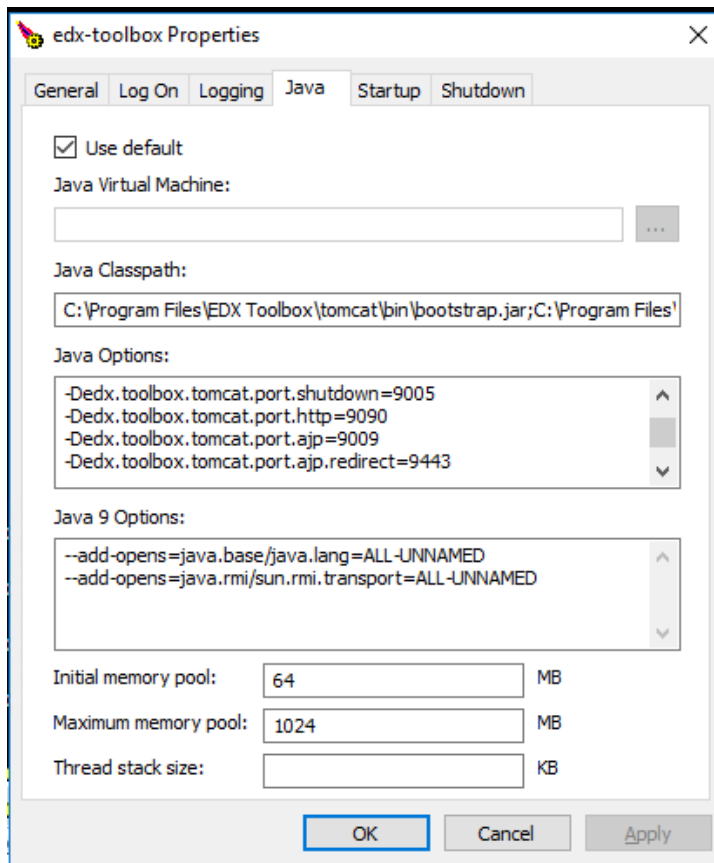 edx-toolbox Properties
General Log On Logging Java Startup Shutdown
Use default
Java Virtual Machine:
...
Java Classpath:
C:\Program Files\EDX Toolbox\tomcat\bin\bootstrap.jar;C:\Program Files\
Java Options:
-Dedx.toolbox.tomcat.port.shutdown=9005
-Dedx.toolbox.tomcat.port.http=9090
-Dedx.toolbox.tomcat.port.ajp=9009
-Dedx.toolbox.tomcat.port.ajp.redirect=9443
Java 9 Options:
--add-opens=java.base/java.lang=ALL-UNNAMED
--add-opens=java.rmi/sun.rmi.transport=ALL-UNNAMED
Initial memory pool: 64 MB
Maximum memory pool: 1024 MB
Thread stack size: KB
OK Cancel Apply